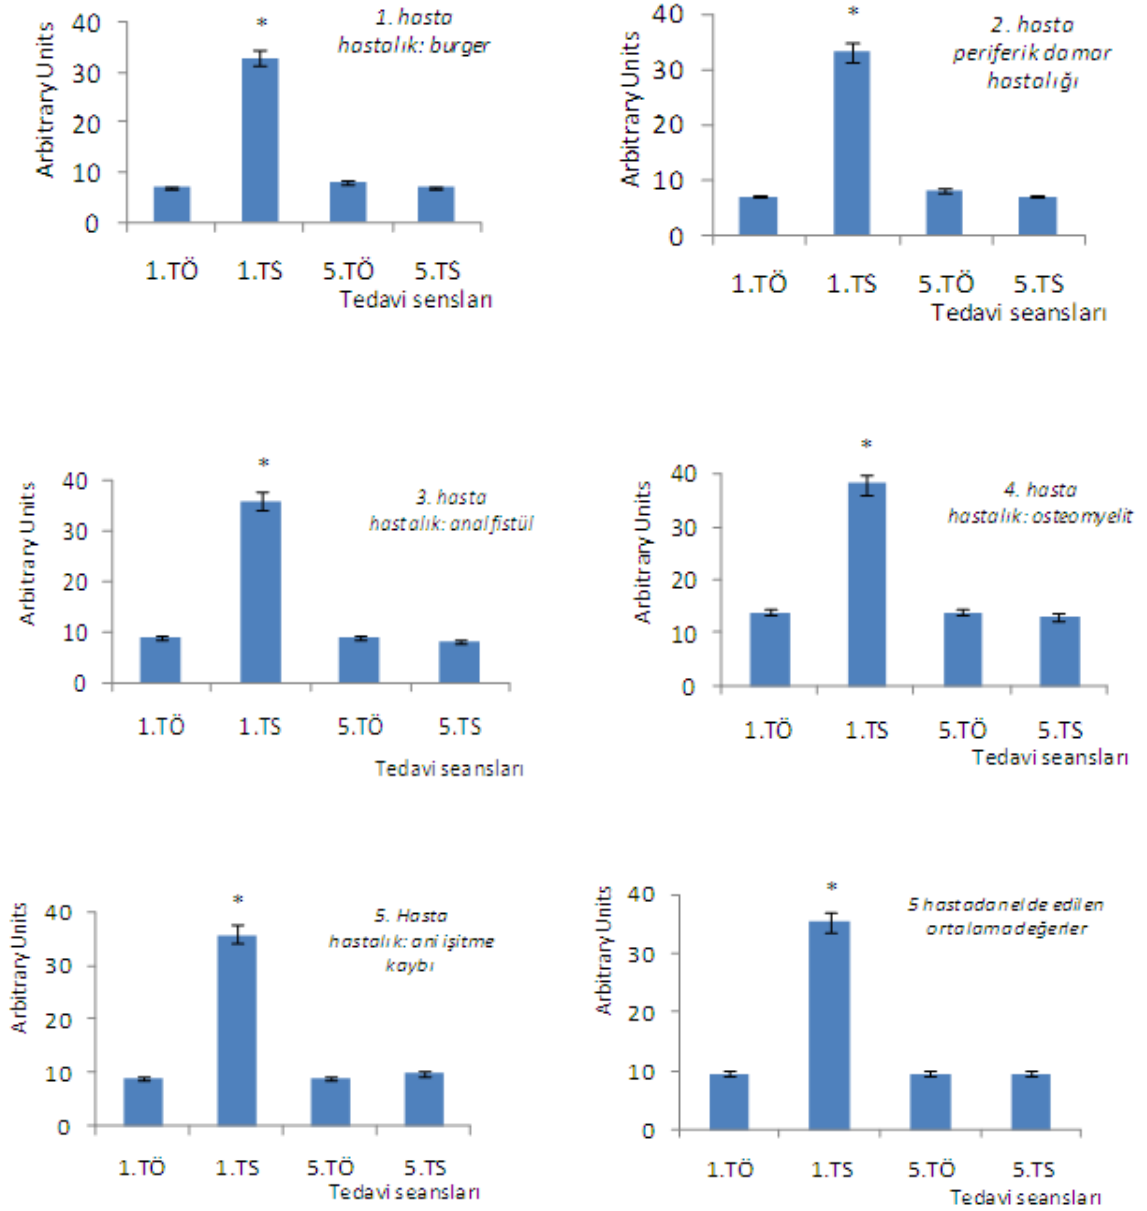 1. hasta
hastalık: burger
*
Arbitrary Units
40
30
20
10
0
1.TÖ 1.TS 5.TÖ 5.TS
Tedavi sensları
2. hasta
periferik damar
hastalığı
*
Arbitrary Units
40
30
20
10
0
1.TÖ 1.TS 5.TÖ 5.TS
Tedavi seansları
3. hasta
hastalık: anal fistül
*
Arbitrary Units
40
30
20
10
0
1.TÖ 1.TS 5.TÖ 5.TS
Tedavi seansları
4. hasta
hastalık: osteomyelit
*
Arbitrary Units
40
30
20
10
0
1.TÖ 1.TS 5.TÖ 5.TS
Tedavi seansları
5. Hasta
hastalık: ani işitme
kaybı
*
Arbitrary Units
40
30
20
10
0
1.TÖ 1.TS 5.TÖ 5.TS
Tedavi seansları
5 hastadan elde edilen
ortalama değerler
*
Arbitrary Units
40
30
20
10
0
1.TÖ 1.TS 5.TÖ 5.TS
Tedavi seansları